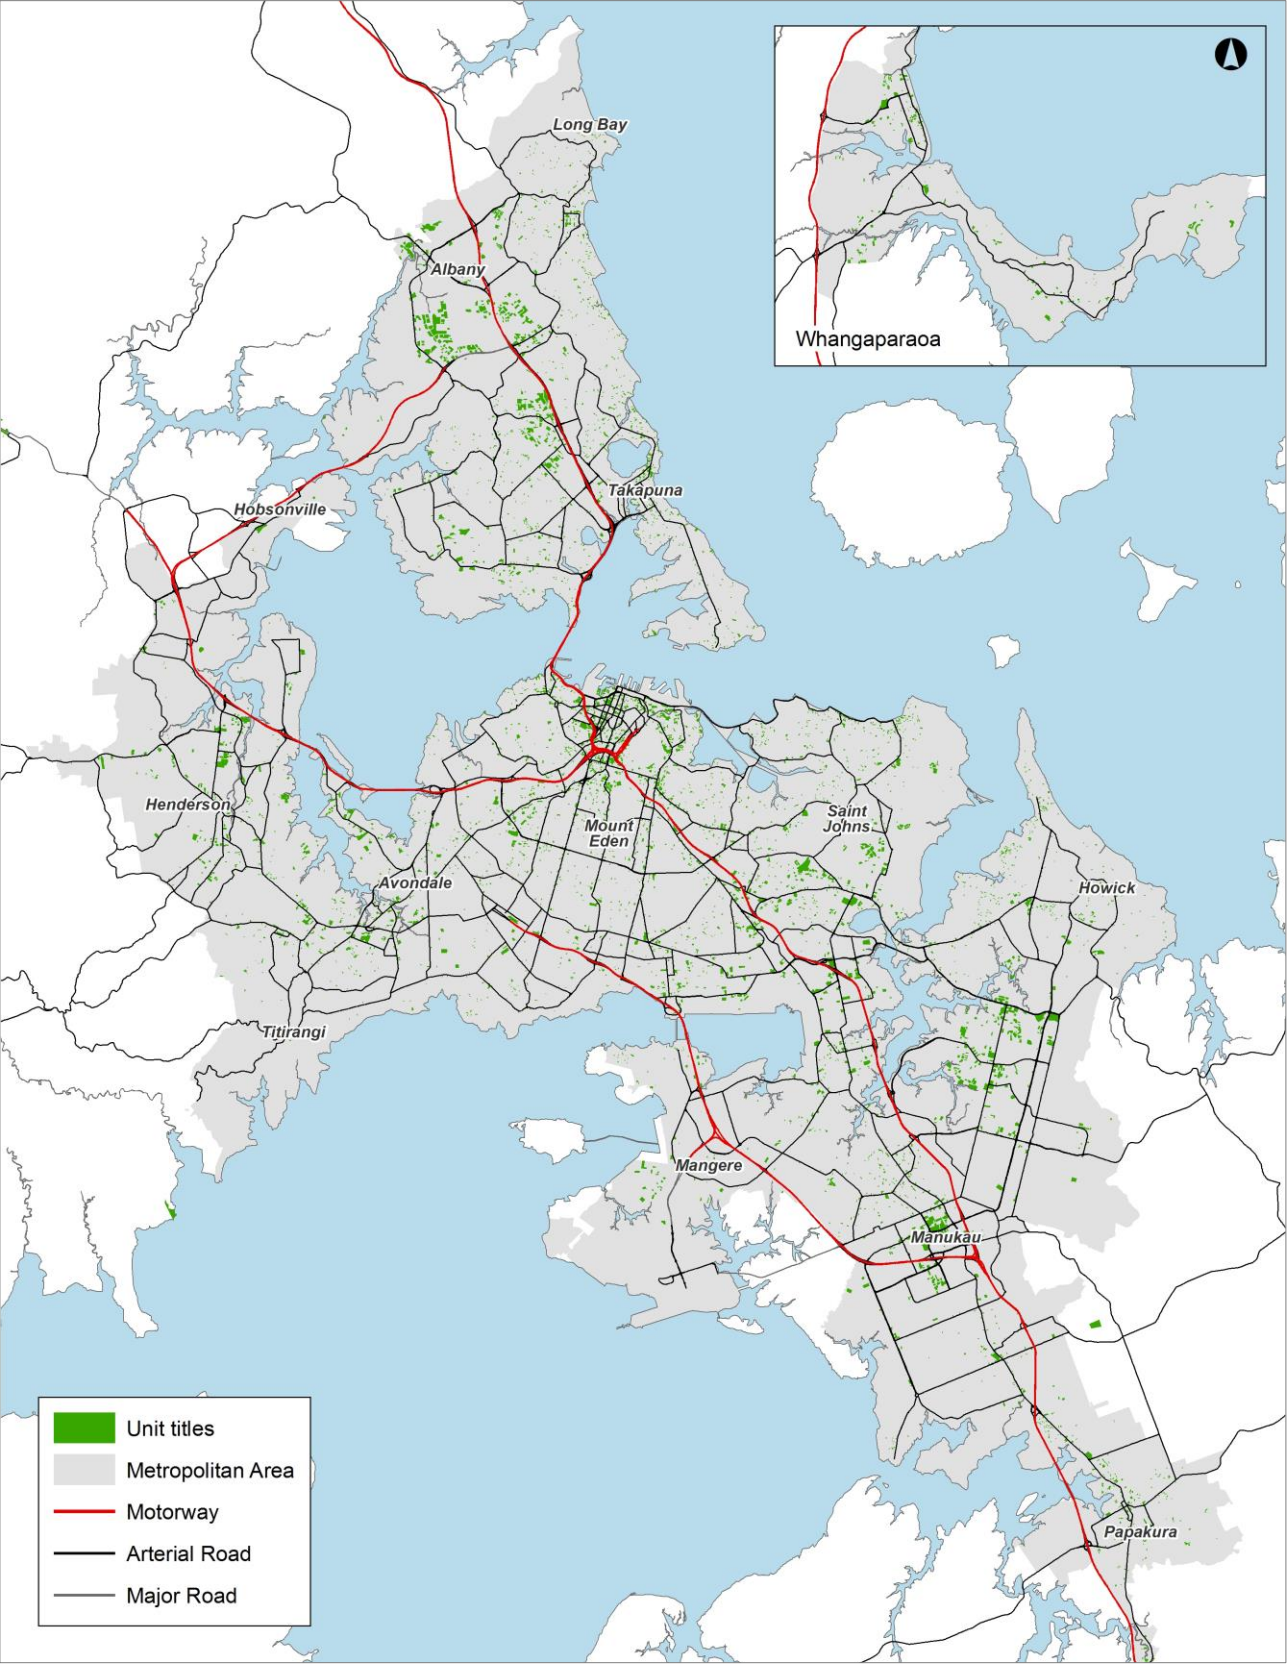 Long Bay
Albany
Whangaparaoa
Takapuna
Hobsonville
Henderson
Mount
Eden
Saint
Johns
Avondale
Howick
Titirangi
Mangere
Manukau
Unit titles
Metropolitan Area
Motorway
Arterial Road
Major Road
Papakura